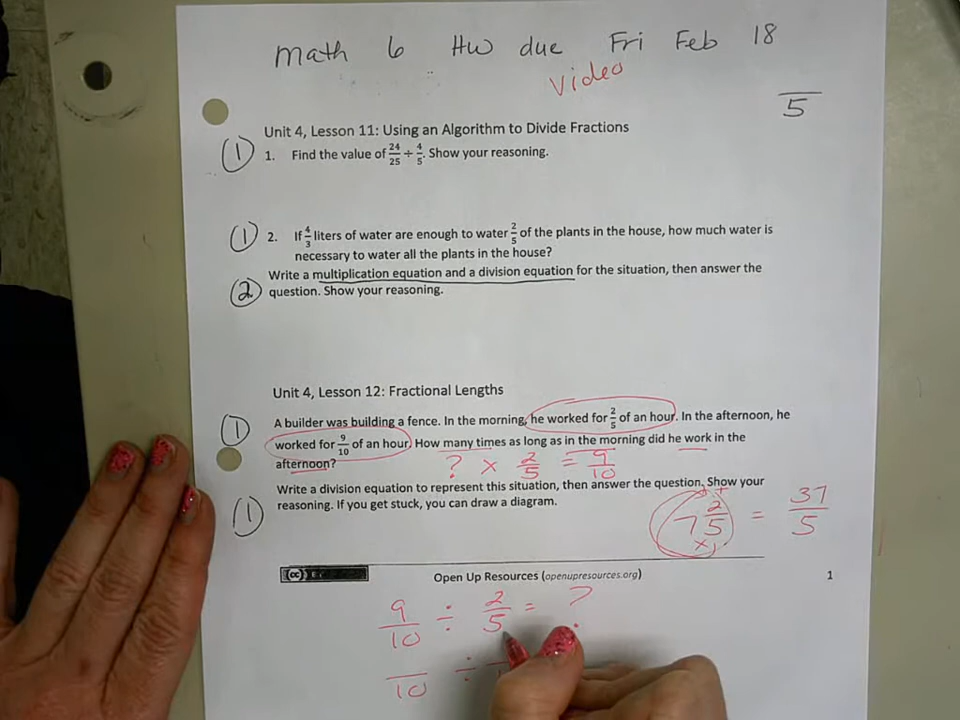 math 6 HW due Fri Feb 18
video
5
Unit 4, Lesson 11: Using an Algorithm to Divide Fractions
① 1. Find the value of 24/25 ÷ 4/5. Show your reasoning.
① 2. If 4/3 liters of water are enough to water 2/5 of the plants in the house, how much water is
necessary to water all the plants in the house?
Write a multiplication equation and a division equation for the situation, then answer the
② question. Show your reasoning.
Unit 4, Lesson 12: Fractional Lengths
① A builder was building a fence. In the morning, he worked for 2/5 of an hour. In the afternoon, he
worked for 9/10 of an hour. How many times as long as in the morning did he work in the
afternoon?
? × 2/5 = 9/10
Write a division equation to represent this situation, then answer the question. Show your
① reasoning. If you get stuck, you can draw a diagram.
7 2/5 = 37/5
x +
x
(cc)
Open Up Resources (openupresources.org) 1
9/10 ÷ 2/5 = ?
10 ÷